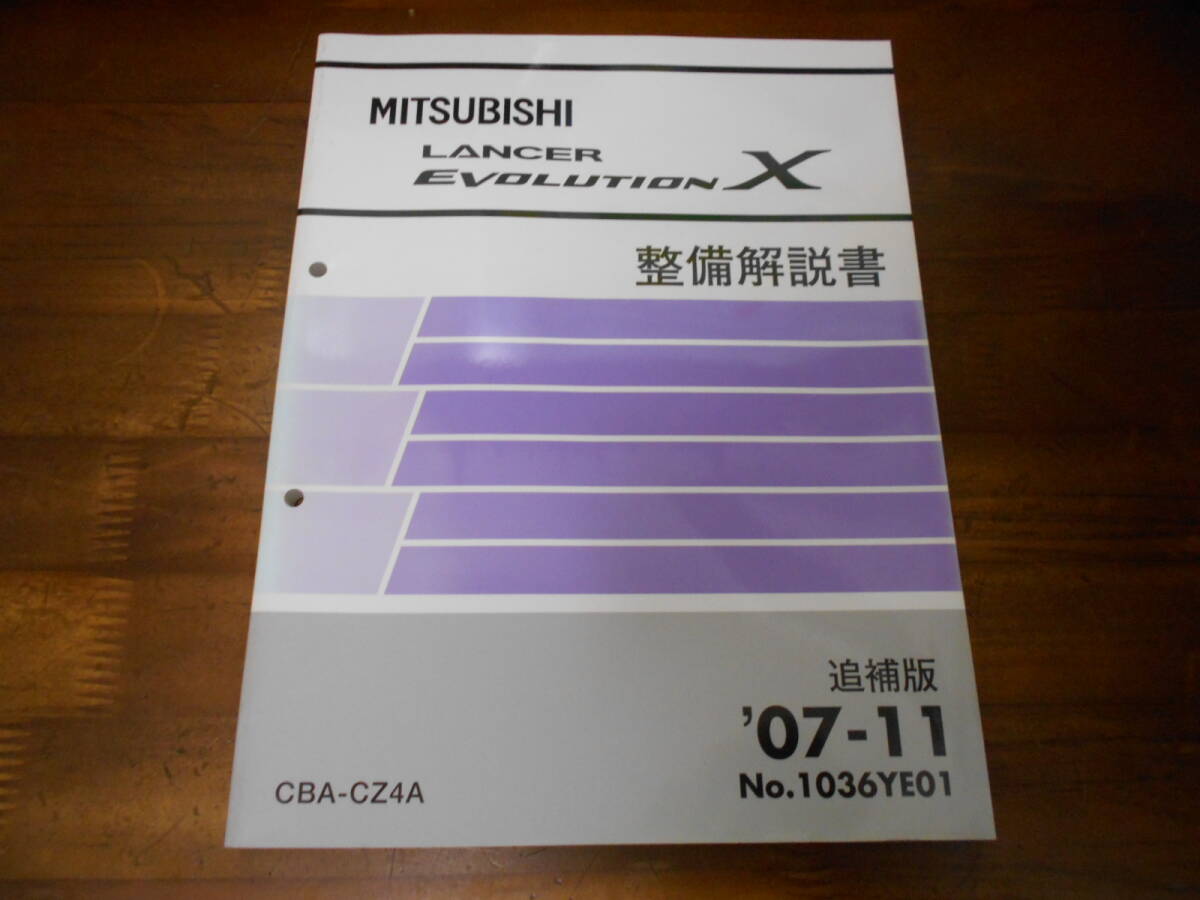 MITSUBISHI
LANCER
EVOLUTION X
整備解説書
追補版
'07-11
No.1036YE01
CBA-CZ4A